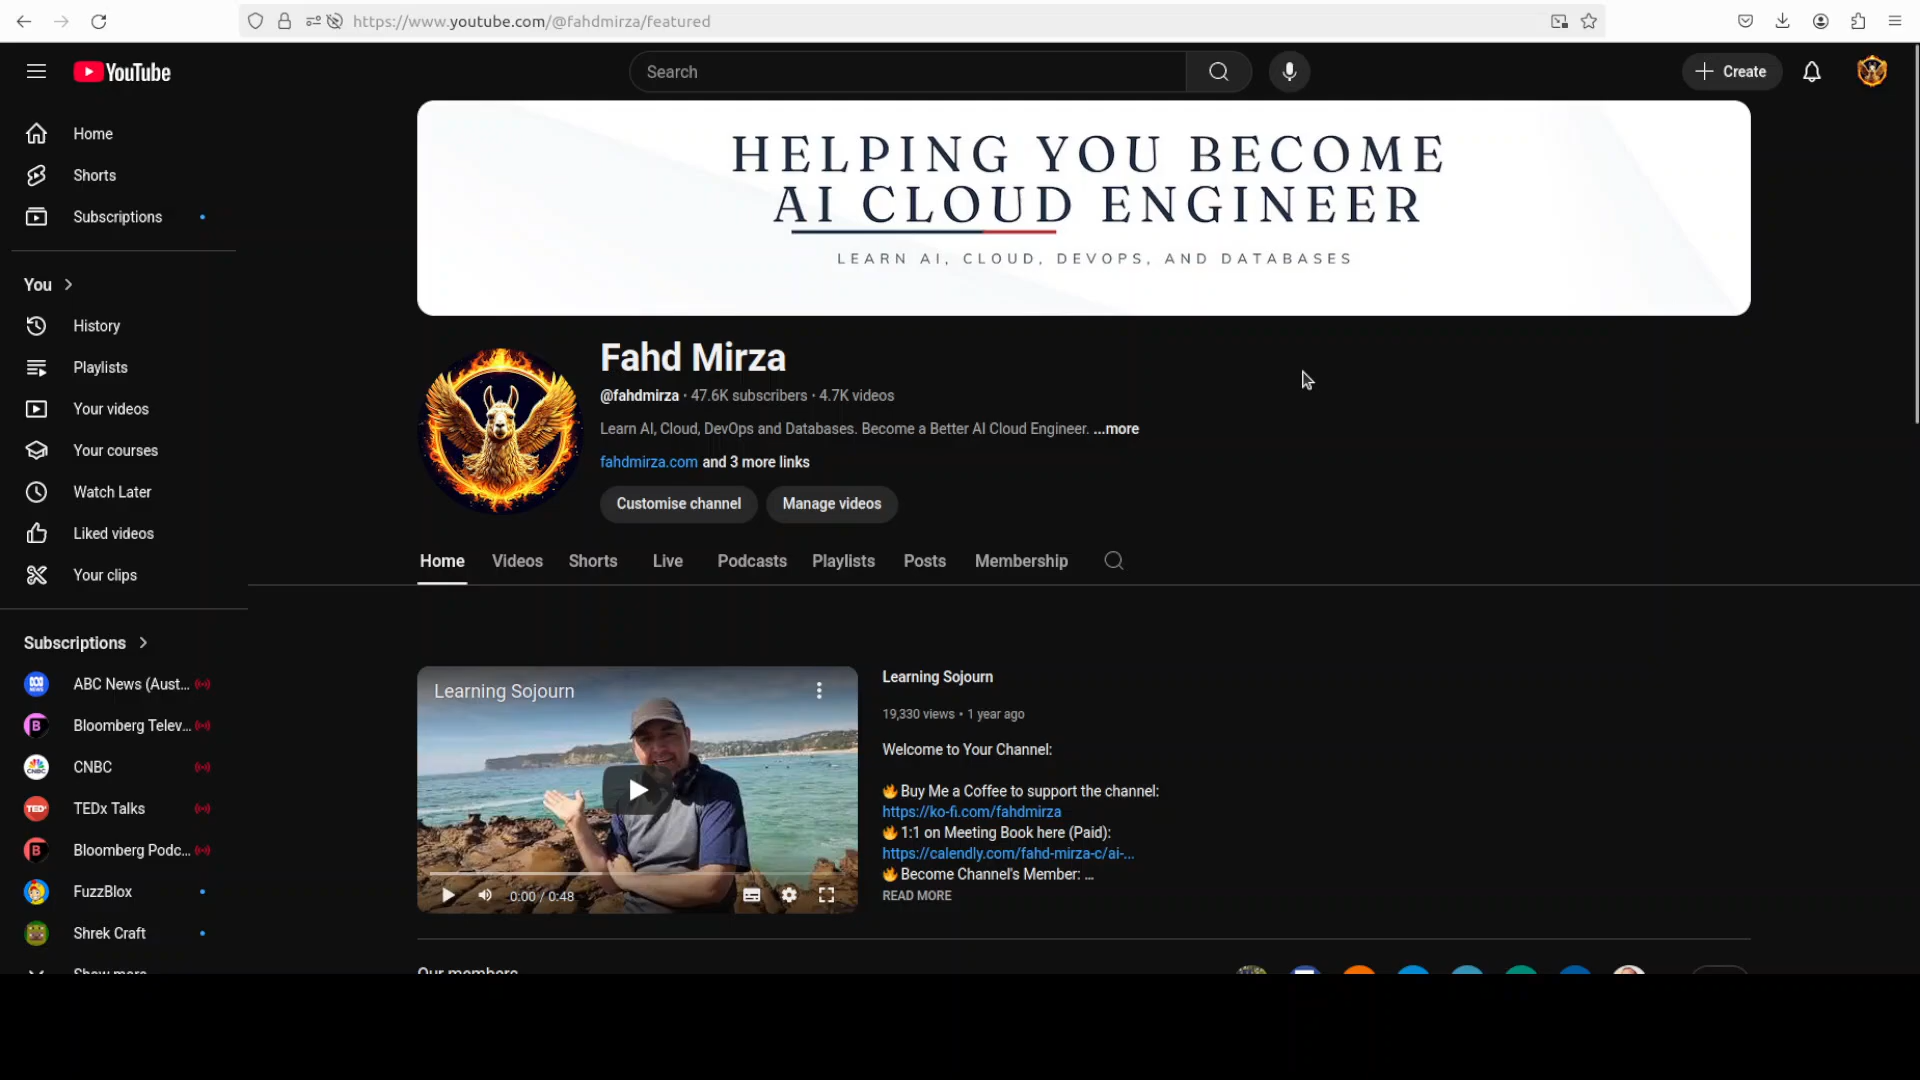 https://www.youtube.com/@fahdmirza/featured
YouTube
Search
Create
Home
Shorts
Subscriptions
You
History
Playlists
Your videos
Your courses
Watch Later
Liked videos
Your clips
Subscriptions
ABC News (Aust...
Bloomberg Telev...
CNBC
TEDx Talks
Bloomberg Podc...
FuzzBlox
Shrek Craft
Show more
HELPING YOU BECOME
AI CLOUD ENGINEER
LEARN AI, CLOUD, DEVOPS, AND DATABASES
Fahd Mirza
@fahdmirza · 47.6K subscribers · 4.7K videos
Learn AI, Cloud, DevOps and Databases. Become a Better AI Cloud Engineer. ...more
fahdmirza.com and 3 more links
Customise channel Manage videos
Home Videos Shorts Live Podcasts Playlists Posts Membership
Learning Sojourn
0:00 / 0:48
Learning Sojourn
19,330 views • 1 year ago
Welcome to Your Channel:
🔥Buy Me a Coffee to support the channel:
https://ko-fi.com/fahdmirza
🔥1:1 on Meeting Book here (Paid):
https://calendly.com/fahd-mirza-c/ai-...
🔥Become Channel's Member: ...
READ MORE
Our members